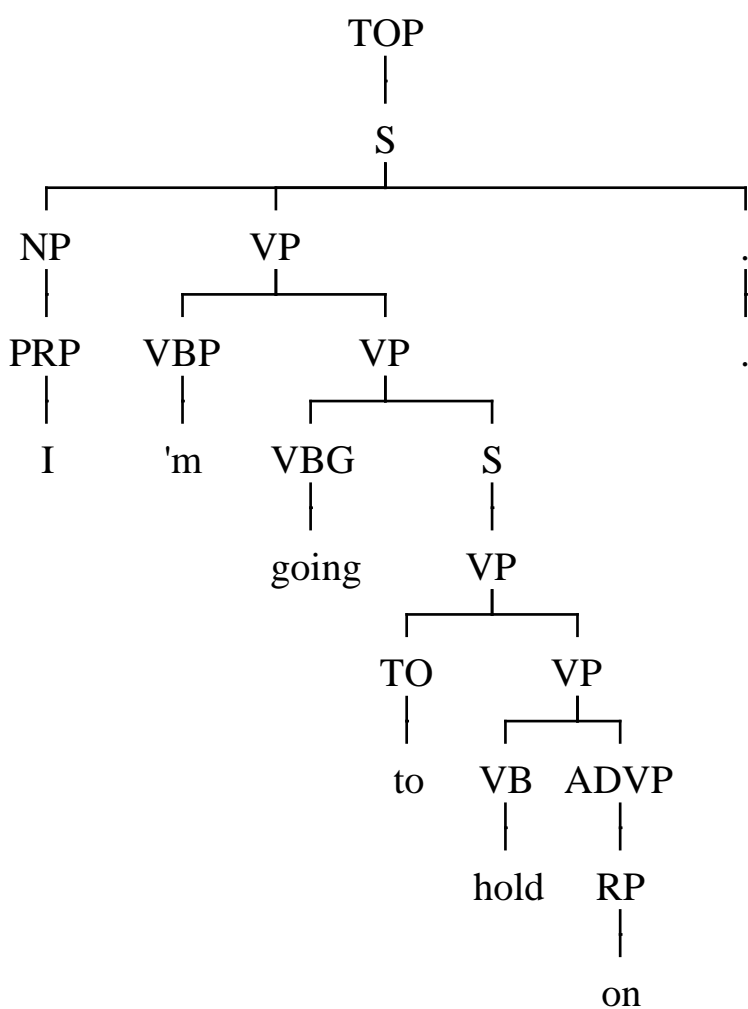 TOP
S
NP VP .
PRP VBP VP .
I 'm VBG S
going VP
TO VP
to VB ADVP
hold RP
on